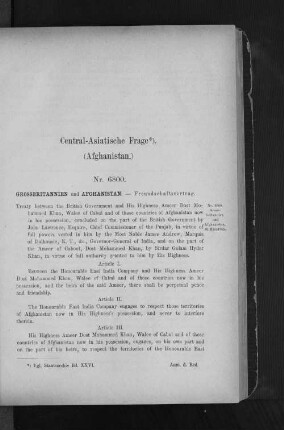 Central-Asiatische Frage*).
(Afghanistan.)
Nr. 6800.
GROSSBRITANNIEN und AFGHANISTAN. — Freundschaftsvertrag
Treaty between the British Government and His Highness Ameer Dost Mo-
hammed Khan, Walee of Cabul and of those countries of Afghanistan now
in his possession, concluded on the part of the British Government by
John Lawrence, Esquire, Chief Commissioner of the Punjab, in virtue of
full powers vested in him by the Most Noble James Andrew, Marquis
of Dalhousie, K. T., &c., Governor-General of India, and on the part of
the Ameer of Cabool, Dost Mohammed Khan, by Sirdar Golam Hyder
Khan, in virtue of full authority granted to him by His Highness.
Article I.
Between the Honourable East India Company and His Highness Ameer
Dost Mohammed Khan, Walee of Cabul and of those countries now in his
possession, and the heirs of the said Ameer, there shall be perpetual peace
and friendship.
Article II.
The Honourable East India Company engages to respect those territories
of Afghanistan now in His Highness's possession, and never to interfere
therein.
Article III.
His Highness Ameer Dost Mohammed Khan, Walee of Cabul and of those
countries of Afghanistan now in his possession, engages, on his own part and
on the part of his heirs, to respect the territories of the Honourable East
*) Vgl. Staatsarchiv Bd. XXVI. Anm. d. Red.